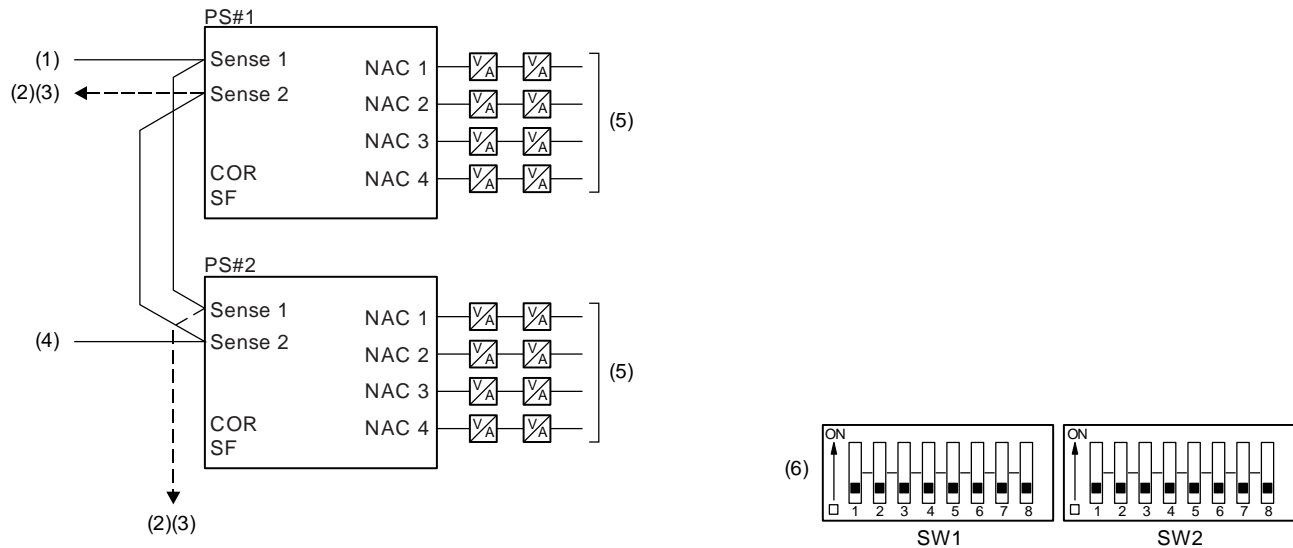 PS#1
(1)
Sense 1
NAC 1
V/A V/A
(2)(3)
Sense 2
NAC 2
V/A V/A
(5)
NAC 3
V/A V/A
COR
NAC 4
V/A V/A
SF
PS#2
Sense 1
NAC 1
V/A V/A
(4)
Sense 2
NAC 2
V/A V/A
(5)
NAC 3
V/A V/A
COR
NAC 4
V/A V/A
SF
(2)(3)
(6)
ON
1 2 3 4 5 6 7 8
SW1
ON
1 2 3 4 5 6 7 8
SW2